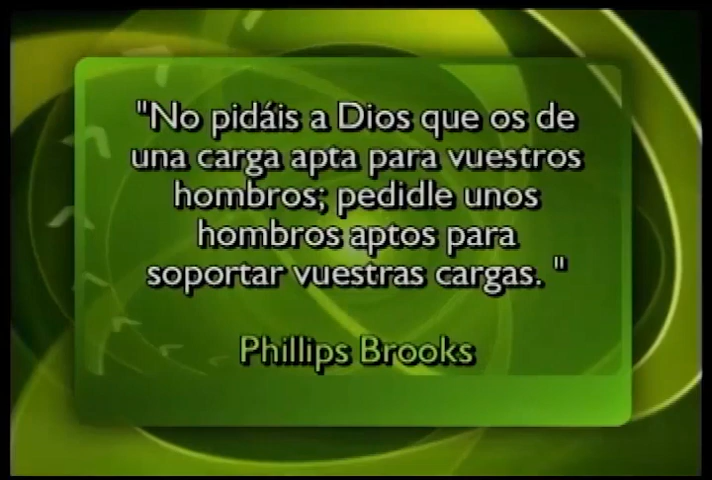 "No pidáis a Dios que os de
una carga apta para vuestros
hombros; pedidle unos
hombros aptos para
soportar vuestras cargas. "
Phillips Brooks